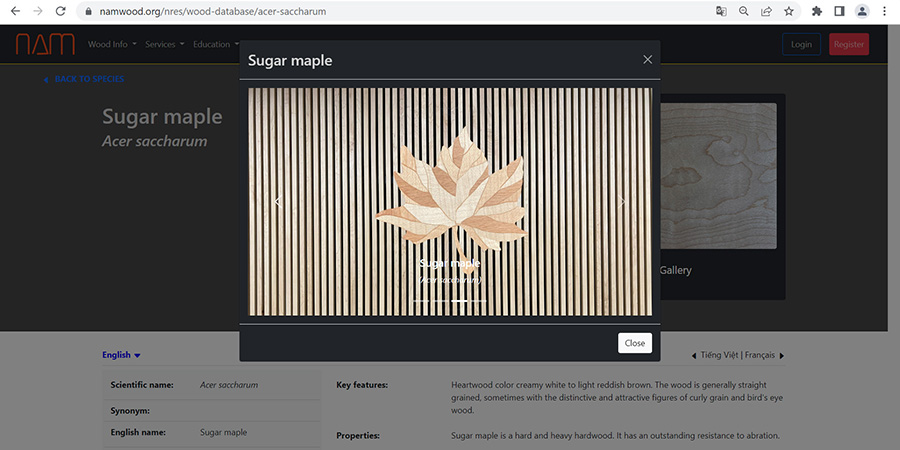 namwood.org/nres/wood-database/acer-saccharum
NAM
Wood Info
Services
Education
Login
Register
BACK TO SPECIES
Sugar maple
Acer saccharum
Sugar maple
Sugar maple
(Acer saccharum)
Gallery
Close
English
Tiếng Việt | Français
Scientific name: Acer saccharum
Synonym:
English name: Sugar maple
Key features: Heartwood color creamy white to light reddish brown. The wood is generally straight
grained, sometimes with the distinctive and attractive figures of curly grain and bird's eye
wood.
Properties: Sugar maple is a hard and heavy hardwood. It has an outstanding resistance to abration.